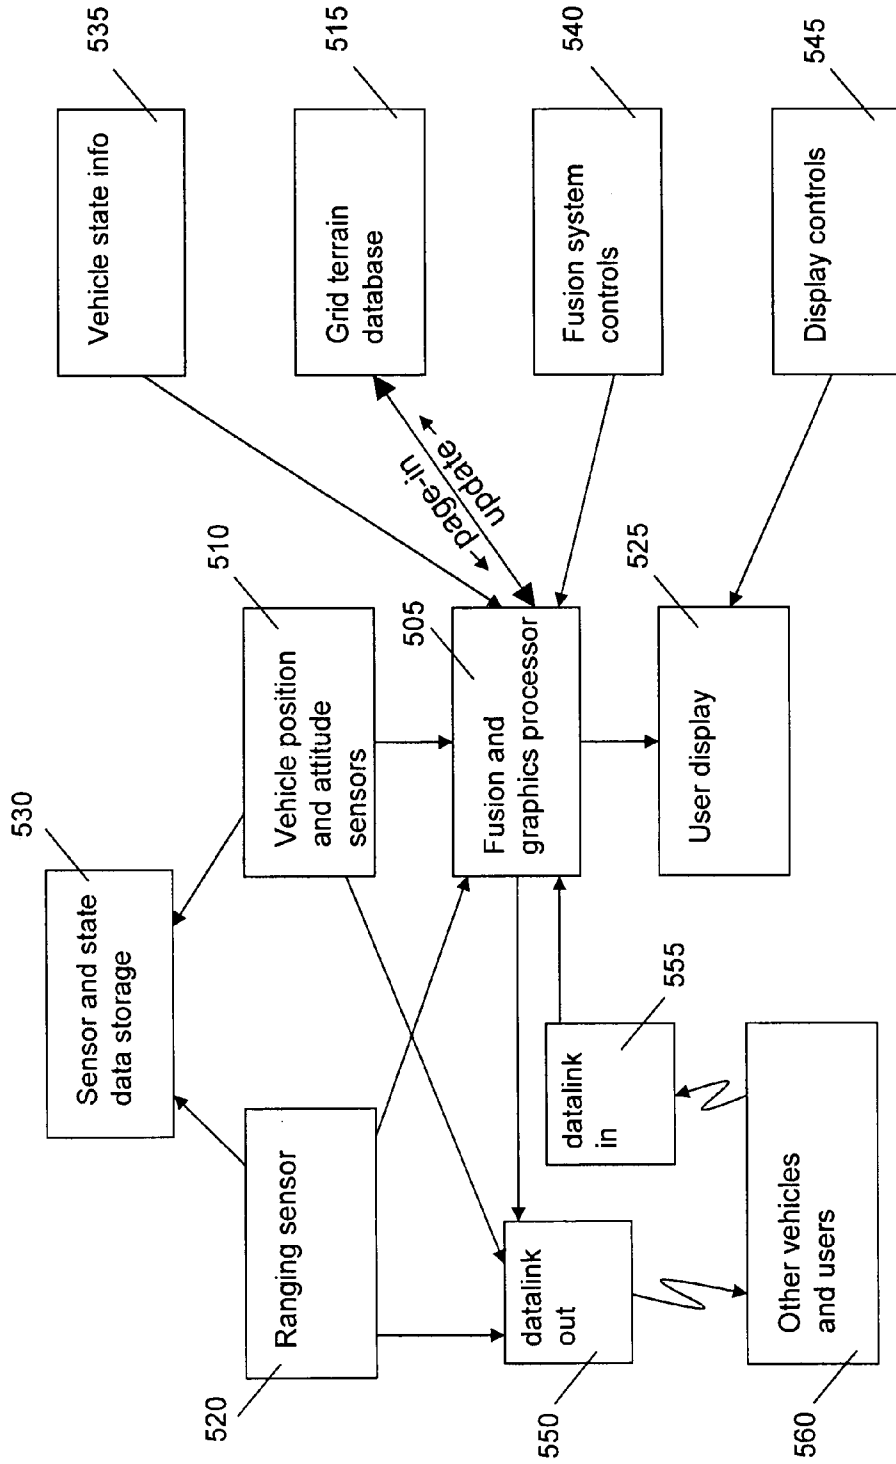 530
Sensor and state
data storage
520
Ranging sensor
510
Vehicle position
and attitude
sensors
535
Vehicle state info
515
Grid terrain
database
page-in
update
505
Fusion and
graphics processor
540
Fusion system
controls
550
datalink
out
555
datalink
in
525
User display
545
Display controls
560
Other vehicles
and users